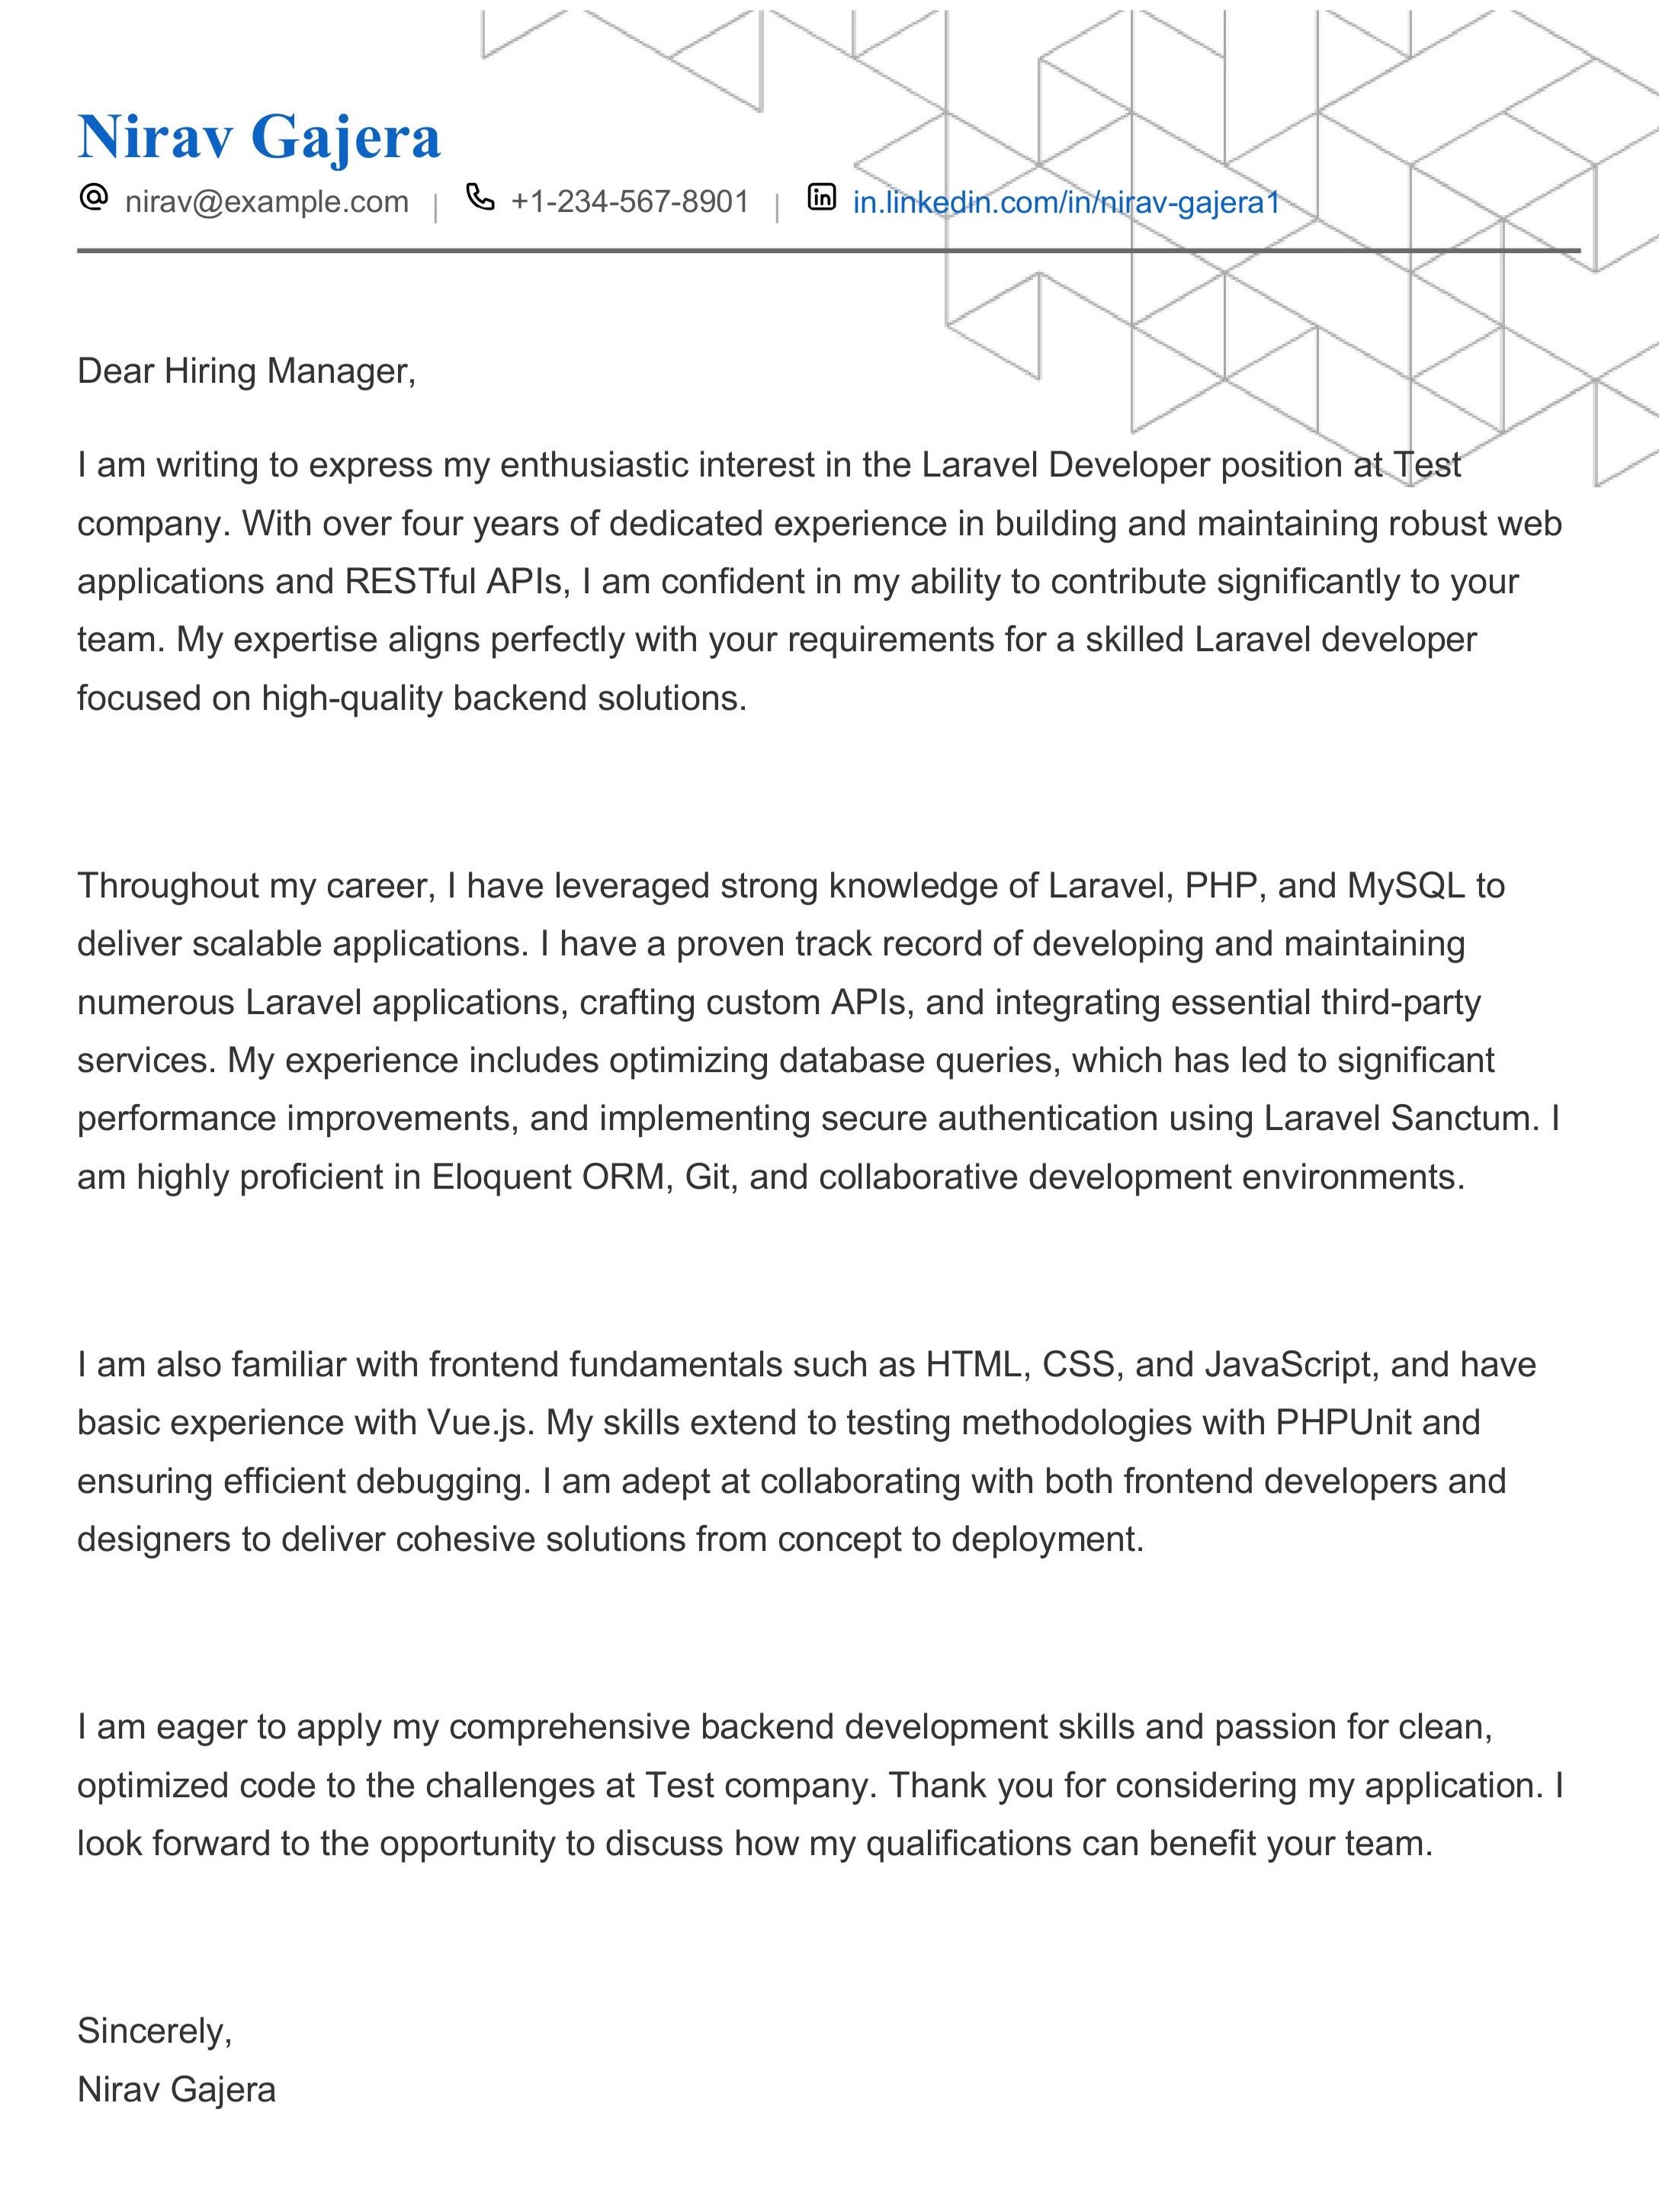 Nirav Gajera
nirav@example.com | +1-234-567-8901 | in.linkedin.com/in/nirav-gajera1
Dear Hiring Manager,
I am writing to express my enthusiastic interest in the Laravel Developer position at Test
company. With over four years of dedicated experience in building and maintaining robust web
applications and RESTful APIs, I am confident in my ability to contribute significantly to your
team. My expertise aligns perfectly with your requirements for a skilled Laravel developer
focused on high-quality backend solutions.
Throughout my career, I have leveraged strong knowledge of Laravel, PHP, and MySQL to
deliver scalable applications. I have a proven track record of developing and maintaining
numerous Laravel applications, crafting custom APIs, and integrating essential third-party
services. My experience includes optimizing database queries, which has led to significant
performance improvements, and implementing secure authentication using Laravel Sanctum. I
am highly proficient in Eloquent ORM, Git, and collaborative development environments.
I am also familiar with frontend fundamentals such as HTML, CSS, and JavaScript, and have
basic experience with Vue.js. My skills extend to testing methodologies with PHPUnit and
ensuring efficient debugging. I am adept at collaborating with both frontend developers and
designers to deliver cohesive solutions from concept to deployment.
I am eager to apply my comprehensive backend development skills and passion for clean,
optimized code to the challenges at Test company. Thank you for considering my application. I
look forward to the opportunity to discuss how my qualifications can benefit your team.
Sincerely,
Nirav Gajera